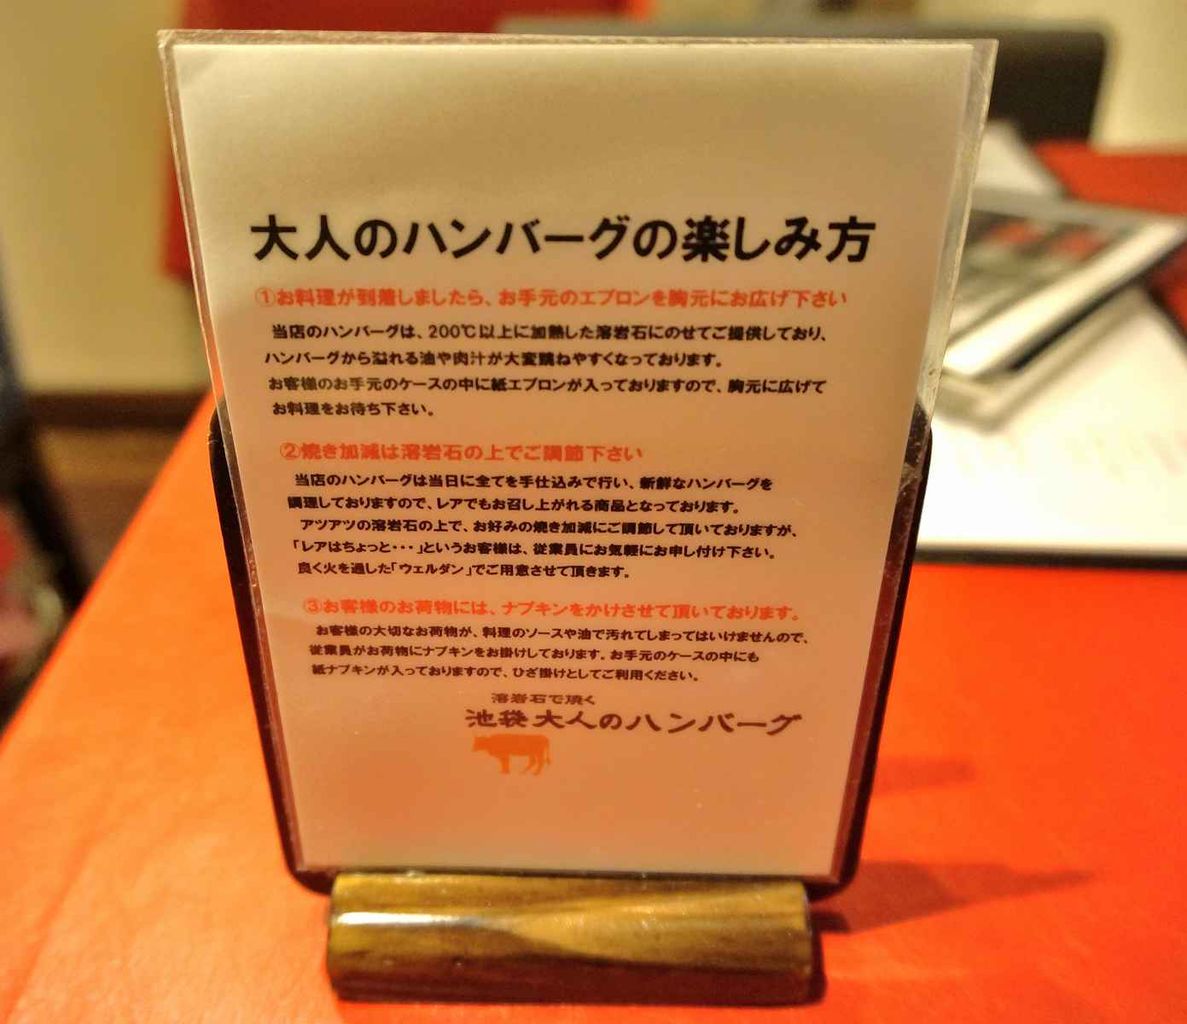 大人のハンバーグの楽しみ方
①お料理が到着しましたら、お手元のエプロンを胸元にお広げ下さい
当店のハンバーグは、200℃以上に加熱した溶岩石にのせてご提供しており、
ハンバーグから溢れる油や肉汁が大変跳ねやすくなっております。
お客様のお手元のケースの中に紙エプロンが入っておりますので、胸元に広げて
お料理をお待ち下さい。
②焼き加減は溶岩石の上でご調節下さい
当店のハンバーグは当日に全てを手仕込みで行い、新鮮なハンバーグを
調理しておりますので、レアでもお召し上がれる商品となっております。
アツアツの溶岩石の上で、お好みの焼き加減にご調節して頂いておりますが、
「レアはちょっと・・・」というお客様は、従業員にお気軽にお申し付け下さい。
良く火を通した「ウェルダン」でご用意させて頂きます。
③お客様のお荷物には、ナプキンをかけさせて頂いております。
お客様の大切なお荷物が、料理のソースや油で汚れてしまってはいけませんので、
従業員がお荷物にナプキンをお掛けしております。お手元のケースの中にも
紙ナプキンが入っておりますので、ひざ掛けとしてご利用ください。
溶岩石で頂く
池袋大人のハンバーグ